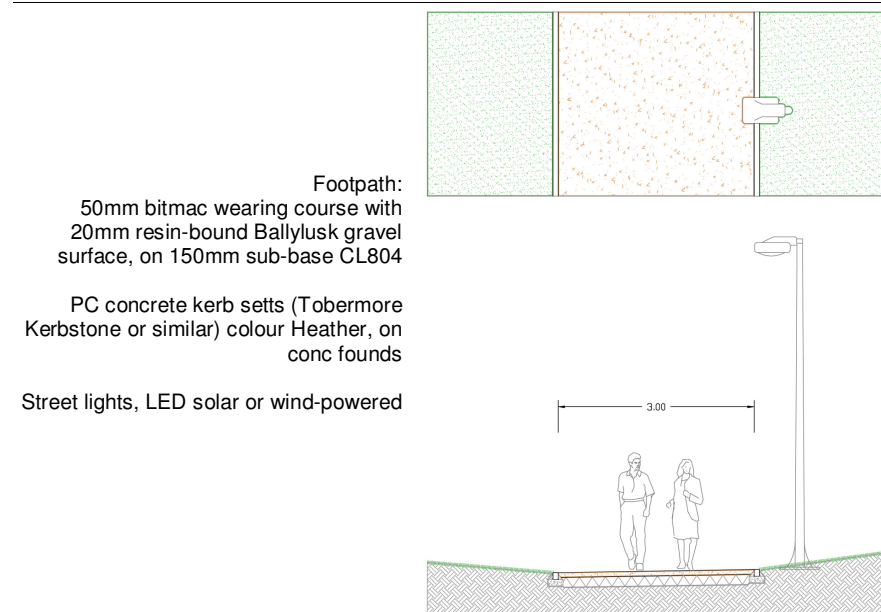 Footpath:
50mm bitmac wearing course with
20mm resin-bound Ballylusk gravel
surface, on 150mm sub-base CL804
PC concrete kerb setts (Tobermore
Kerbstone or similar) colour Heather, on
conc founds
Street lights, LED solar or wind-powered
3.00